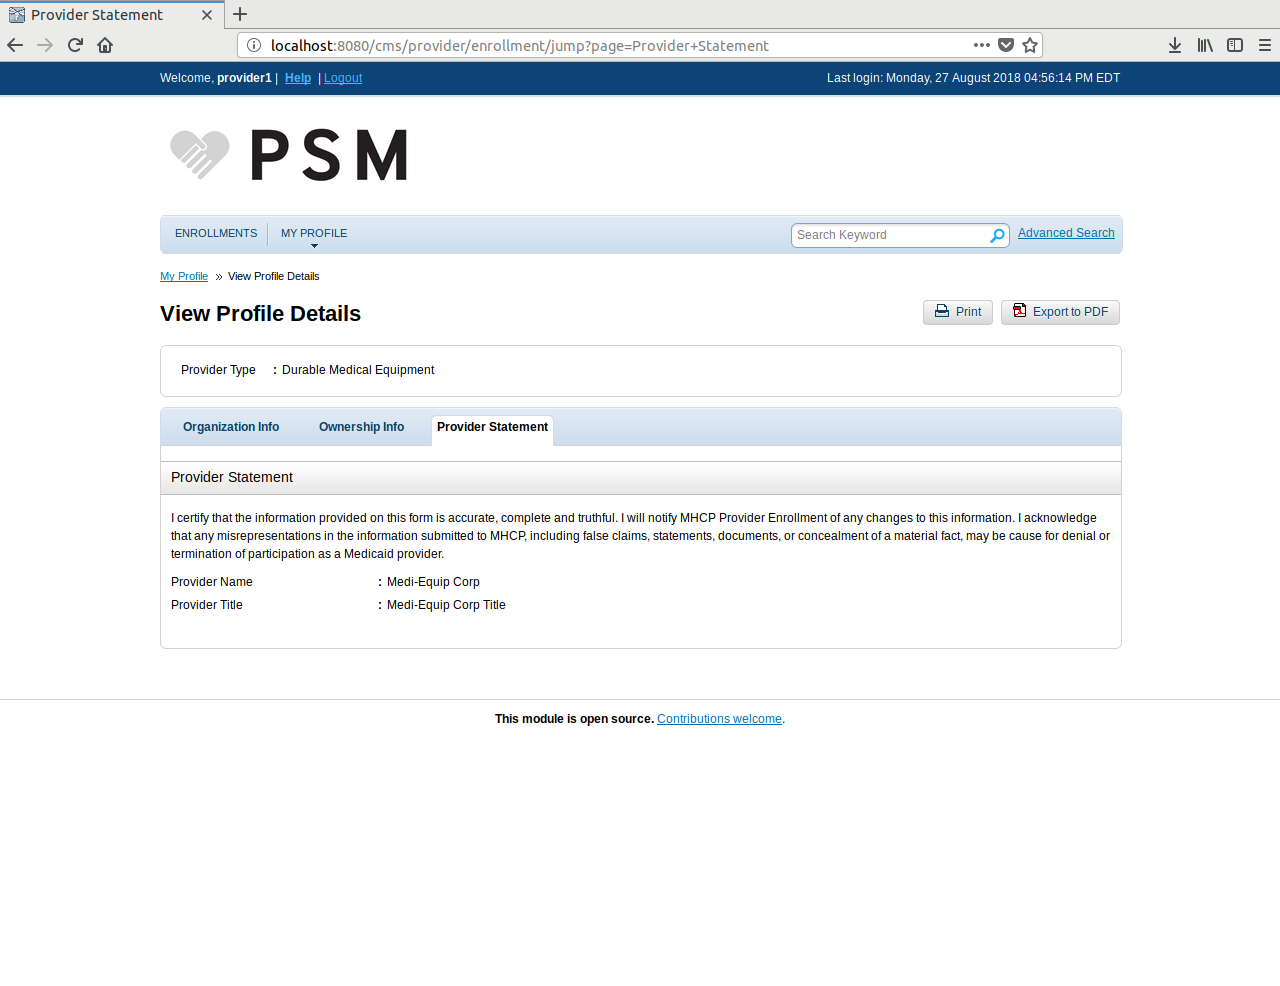 Provider Statement
localhost:8080/cms/provider/enrollment/jump?page=Provider+Statement
Welcome, provider1 | Help | Logout Last login: Monday, 27 August 2018 04:56:14 PM EDT
PSM
ENROLLMENTS MY PROFILE Search Keyword Advanced Search
My Profile » View Profile Details
View Profile Details Print Export to PDF
Provider Type : Durable Medical Equipment
Organization Info Ownership Info Provider Statement
Provider Statement
I certify that the information provided on this form is accurate, complete and truthful. I will notify MHCP Provider Enrollment of any changes to this information. I acknowledge
that any misrepresentations in the information submitted to MHCP, including false claims, statements, documents, or concealment of a material fact, may be cause for denial or
termination of participation as a Medicaid provider.
Provider Name : Medi-Equip Corp
Provider Title : Medi-Equip Corp Title
This module is open source. Contributions welcome.